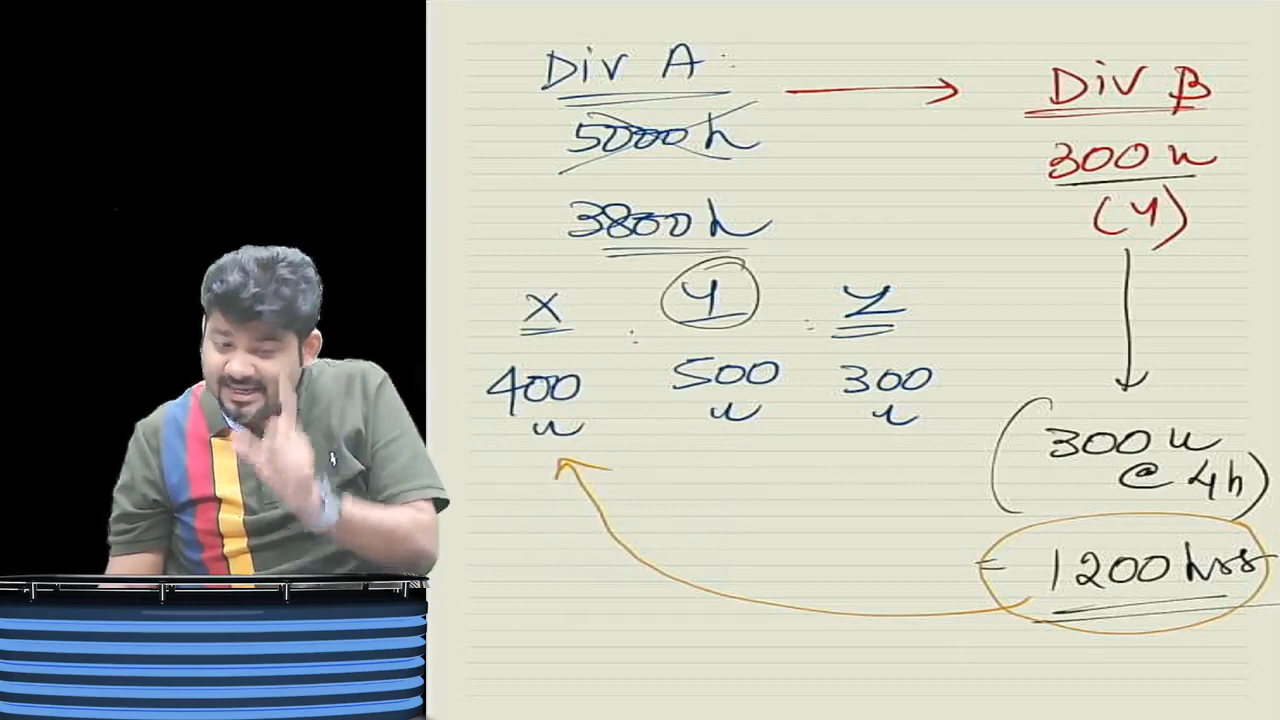 Div A:
5000 h
3800 h
X : Y : Z
400 u 500 u 300 u
Div B
300 u
(Y)
(300 u
@ 4h)
= 1200 hrs